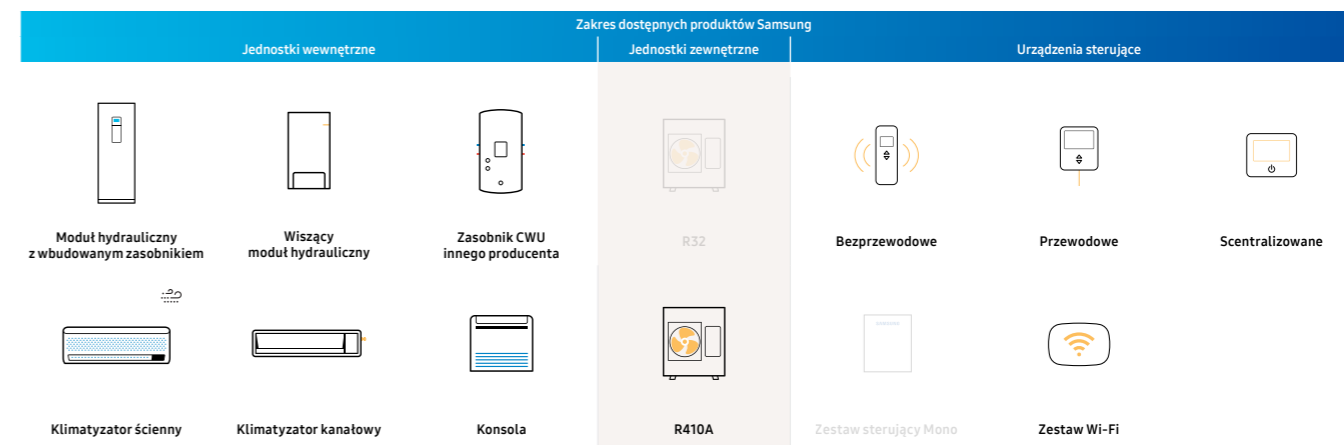 Zakres dostępnych produktów Samsung
Jednostki wewnętrzne
Jednostki zewnętrzne
Urządzenia sterujące
Moduł hydrauliczny
z wbudowanym zasobnikiem
Wiszący
moduł hydrauliczny
Zasobnik CWU
innego producenta
R32
Bezprzewodowe
Przewodowe
Scentralizowane
SAMSUNG
Klimatyzator ścienny
Klimatyzator kanałowy
Konsola
R410A
Zestaw sterujący Mono
Zestaw Wi-Fi